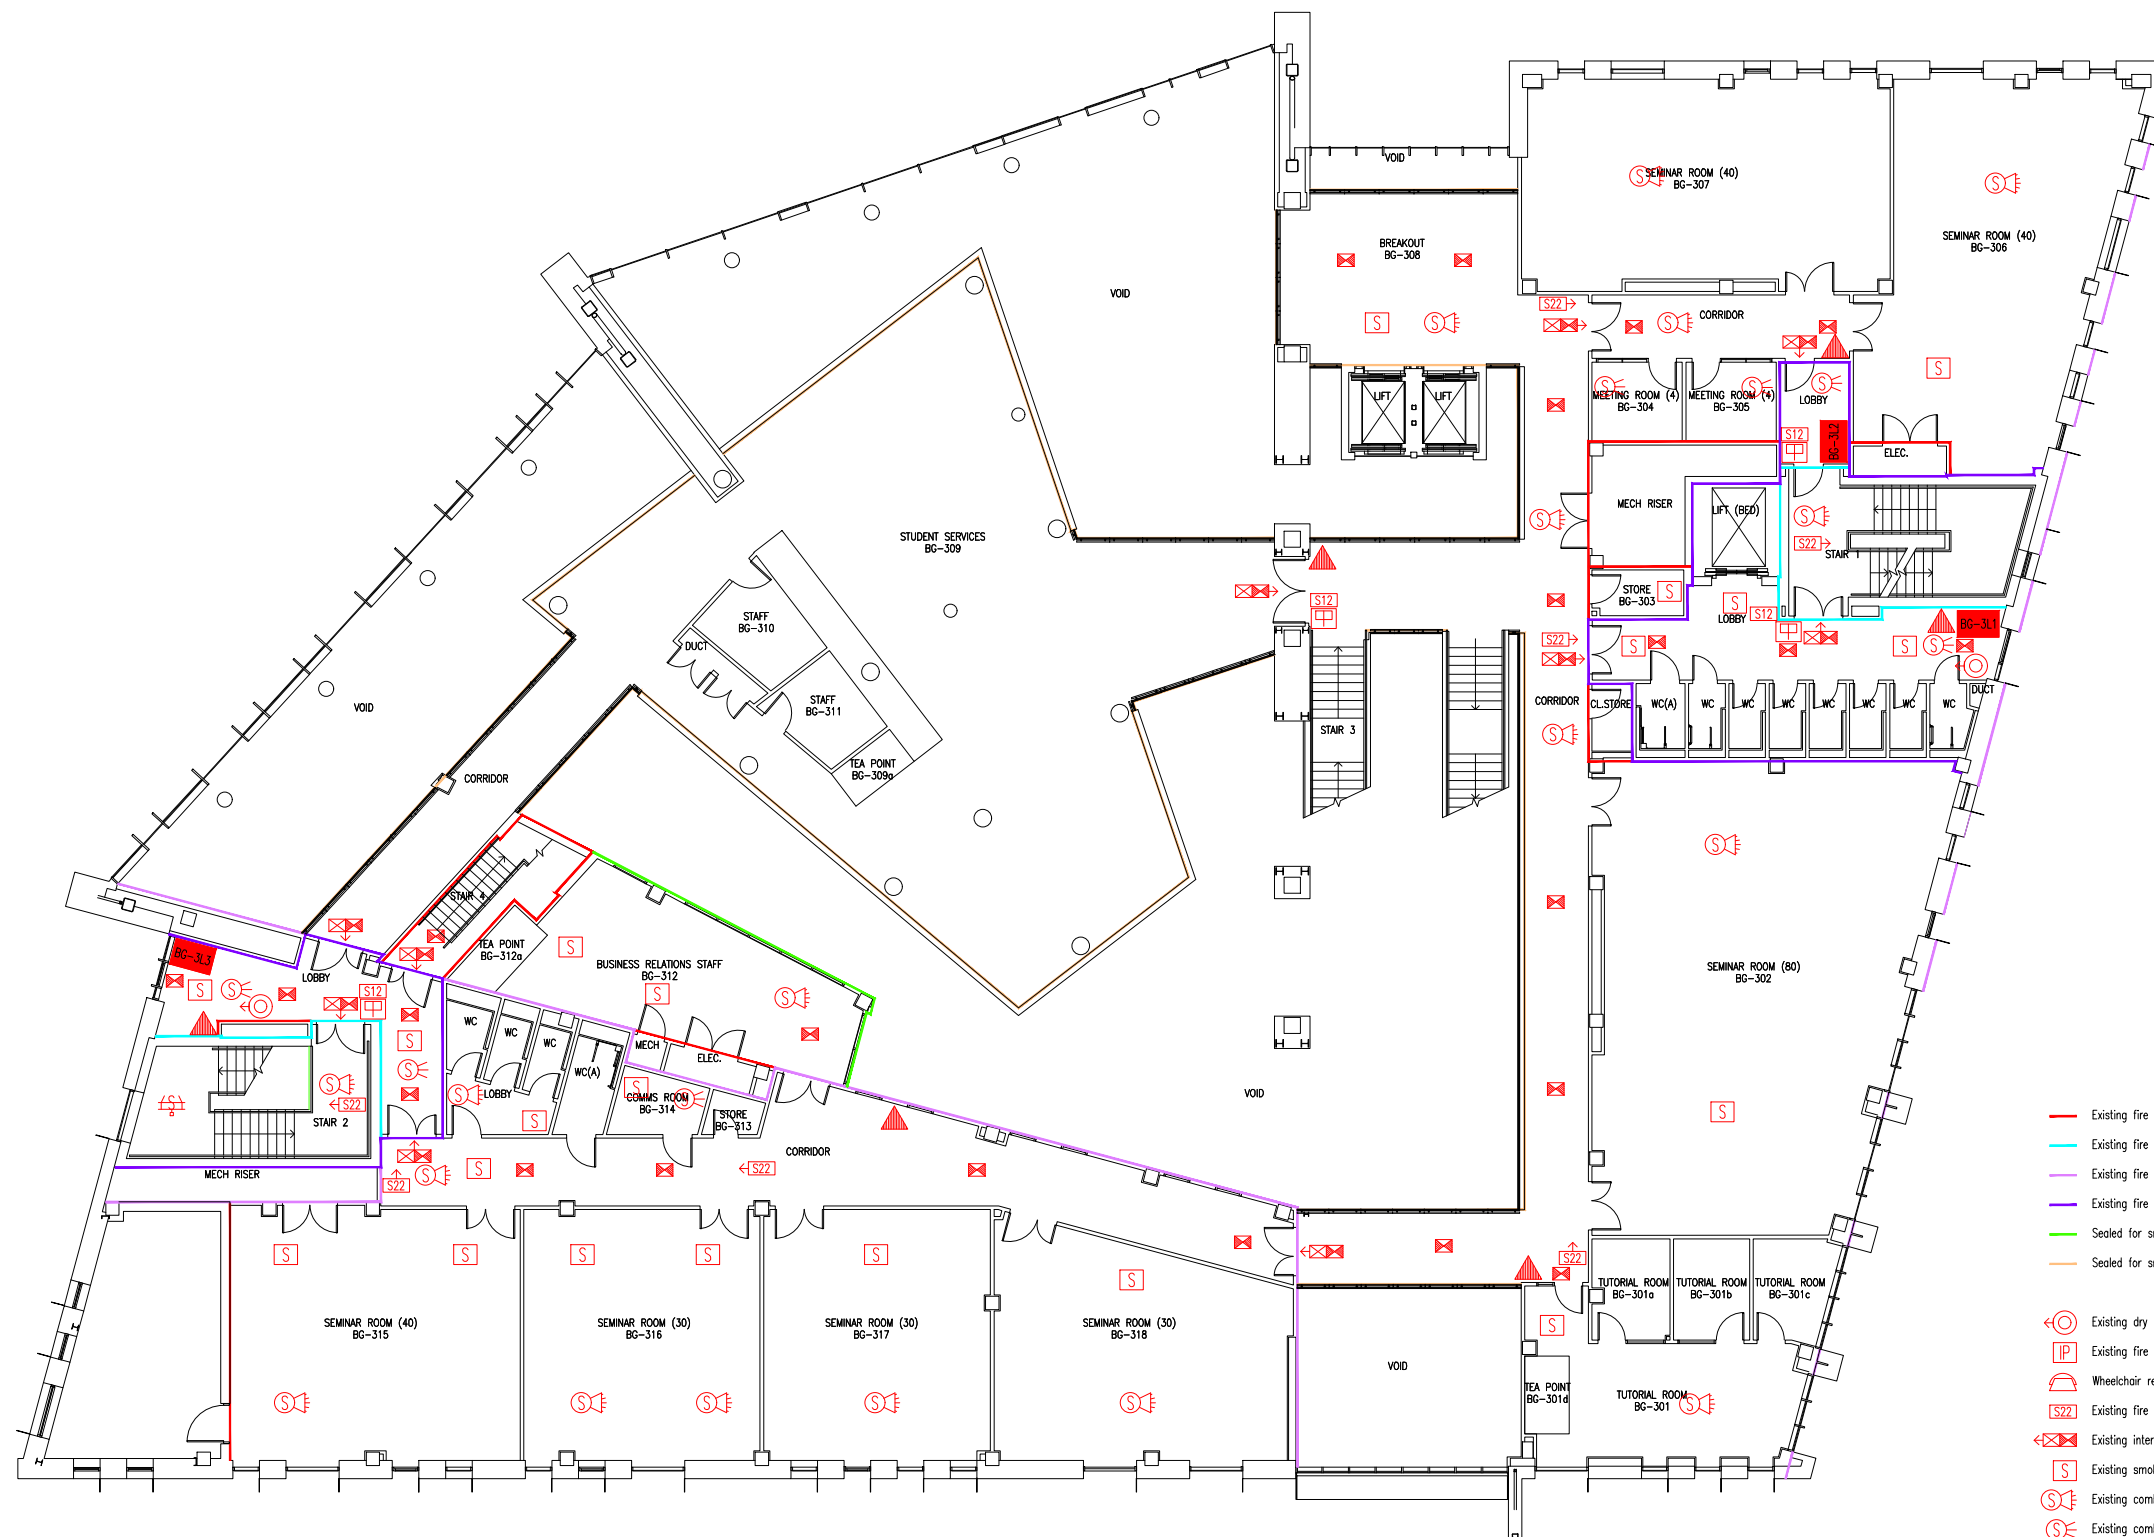 VOID
SEMINAR ROOM (40)
BG-307
S
S
BREAKOUT
BG-308
SEMINAR ROOM (40)
BG-306
VOID
S22
S
S
S
CORRIDOR
S
LIFT
LIFT
S
MEETING ROOM (4)
BG-304
S
MEETING ROOM (4)
BG-305
S
LOBBY
S12
BG-3L2
ELEC.
MECH RISER
LIFT (BED)
S
S
S22
STAIR 1
STUDENT SERVICES
BG-309
STORE
BG-303
S
S
S12
LOBBY
S12
BG-3L1
STAFF
BG-310
DUCT
S22
S
S
S
STAFF
BG-311
CORRIDOR
CL.STORE
WC(A)
WC
WC
WC
WC
WC
WC
DUCT
VOID
STAIR 3
S
TEA POINT
BG-309a
CORRIDOR
S
STAIR 4
TEA POINT
BG-312a
S
BUSINESS RELATIONS STAFF
BG-312
S
S
BG-3L3
LOBBY
S
S
S12
SEMINAR ROOM (80)
BG-302
WC
WC
WC
WC(A)
MECH
ELEC.
S
S
S
S22
STAIR 2
S
S
LOBBY
S
S
COMMS ROOM
BG-314
S
STORE
BG-313
VOID
S
CORRIDOR
S22
MECH RISER
S22
S
S
S
S
S
S
S
S
S
S22
SEMINAR ROOM (40)
BG-315
SEMINAR ROOM (30)
BG-316
SEMINAR ROOM (30)
BG-317
SEMINAR ROOM (30)
BG-318
VOID
S
TUTORIAL ROOM
BG-301a
TUTORIAL ROOM
BG-301b
TUTORIAL ROOM
BG-301c
TEA POINT
BG-301d
TUTORIAL ROOM
BG-301
S
S
S
S
S
S
Existing fire
Existing fire
Existing fire
Existing fire
Sealed for s
Sealed for s
Existing dry
IP
Existing fire
Wheelchair re
S22
Existing fire
Existing inter
S
Existing smo
S
Existing com
S
Existing com